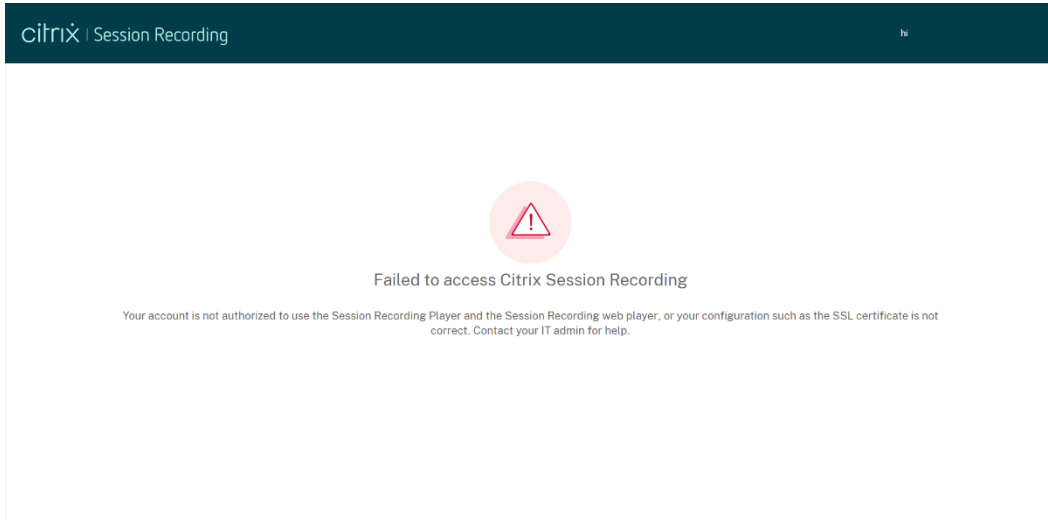 citrix | Session Recording
hi
Failed to access Citrix Session Recording
Your account is not authorized to use the Session Recording Player and the Session Recording web player, or your configuration such as the SSL certificate is not
correct. Contact your IT admin for help.